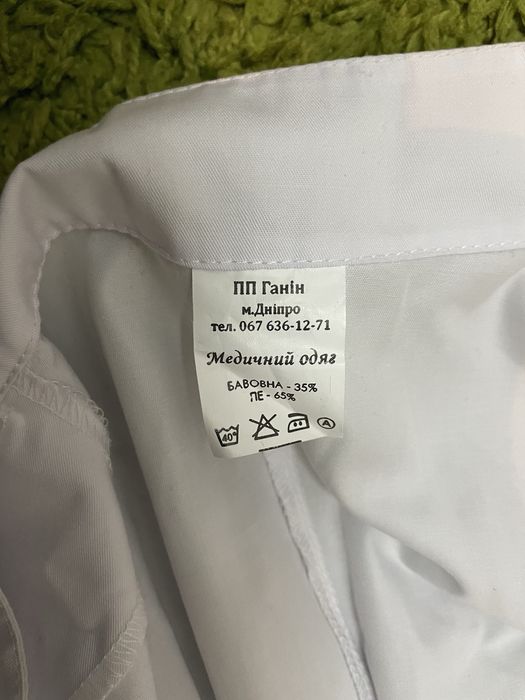 ПП Ганін
м.Дніпро
тел. 067 636-12-71
Медичний одяг
БАВОВНА - 35%
ПЕ - 65%
40° A